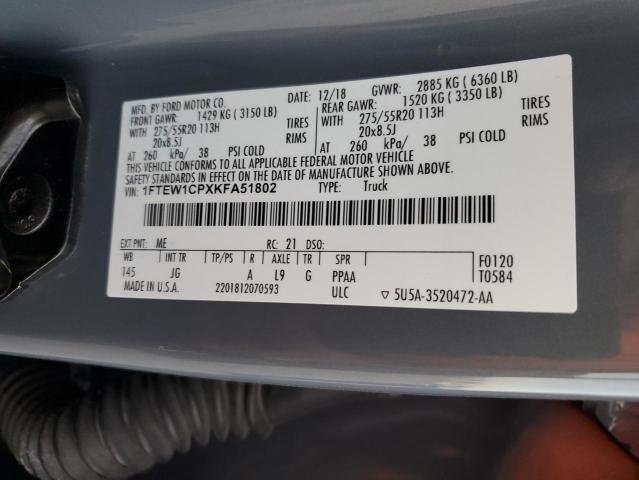 MFD. BY FORD MOTOR CO. DATE: 12/18 GVWR: 2885 KG ( 6360 LB)
FRONT GAWR: 1429 KG ( 3150 LB) REAR GAWR: 1520 KG ( 3350 LB)
WITH 275/55R20 113H TIRES WITH 275/55R20 113H TIRES
20x8.5J RIMS 20x8.5J RIMS
AT 260 kPa/ 38 PSI COLD AT 260 kPa/ 38 PSI COLD
THIS VEHICLE CONFORMS TO ALL APPLICABLE FEDERAL MOTOR VEHICLE
SAFETY STANDARDS IN EFFECT ON THE DATE OF MANUFACTURE SHOWN ABOVE.
VIN: 1FTEW1CPXKFA51802 TYPE: Truck
EXT PNT: ME RC: 21 DSO:
WB INT TR TP/PS R AXLE TR SPR F0120
145 JG A L9 G PPAA T0584
MADE IN U.S.A. 2201812070593 ULC ▽ 5U5A-3520472-AA